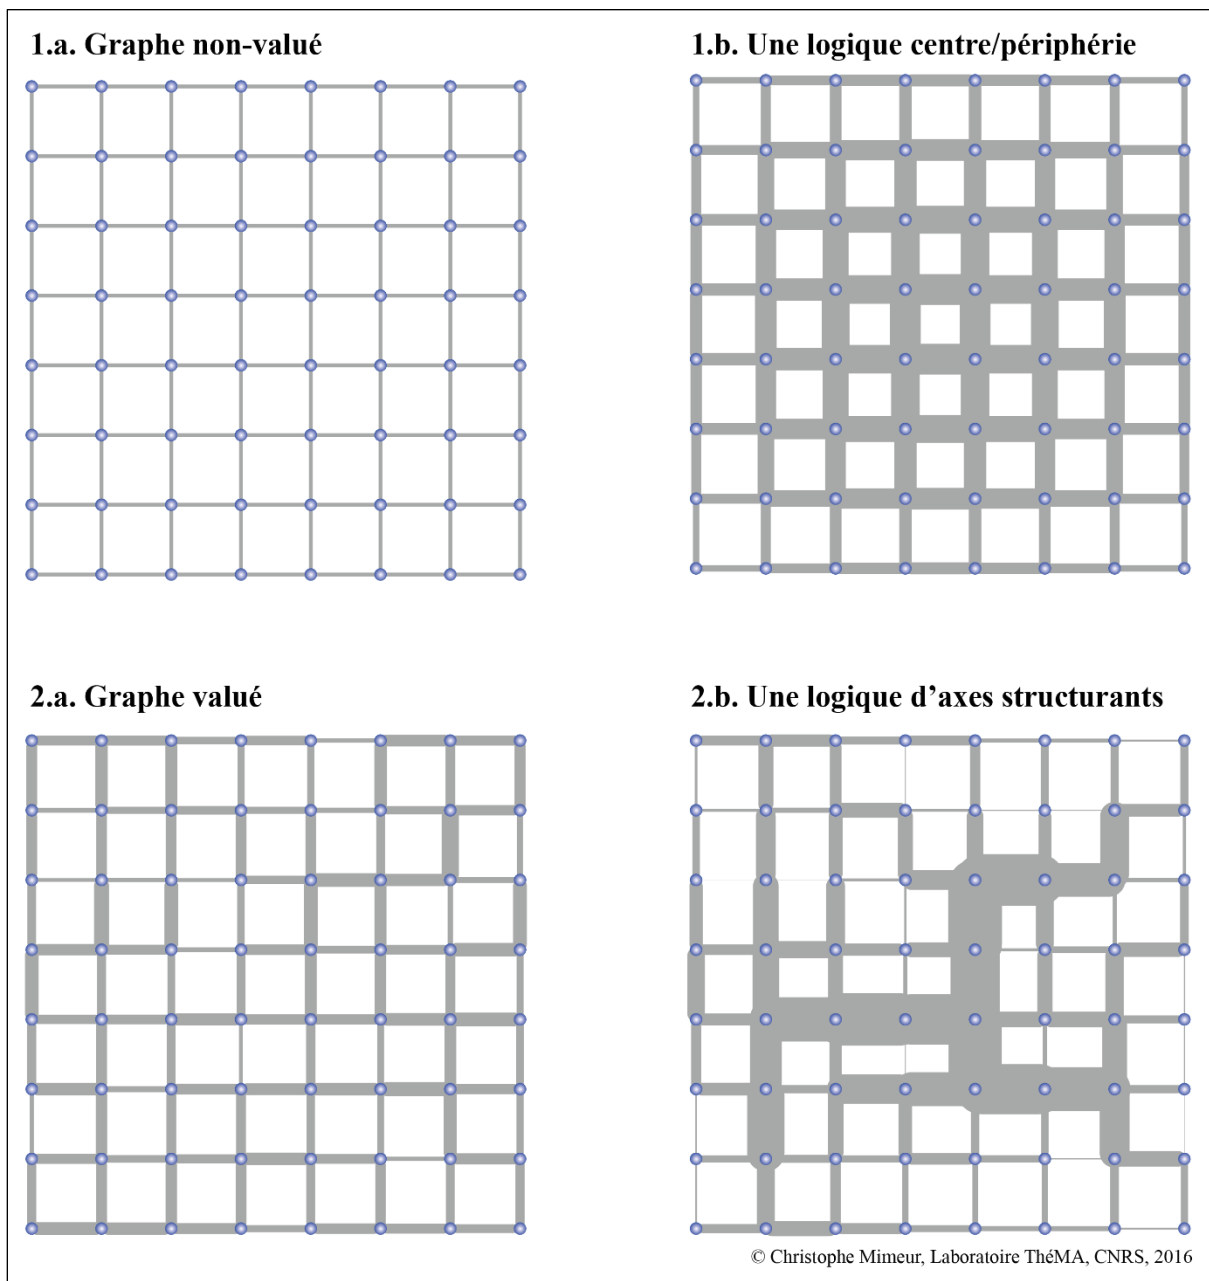 1.a. Graphe non-valué
1.b. Une logique centre/périphérie
2.a. Graphe valué
2.b. Une logique d’axes structurants
© Christophe Mimeur, Laboratoire ThéMA, CNRS, 2016